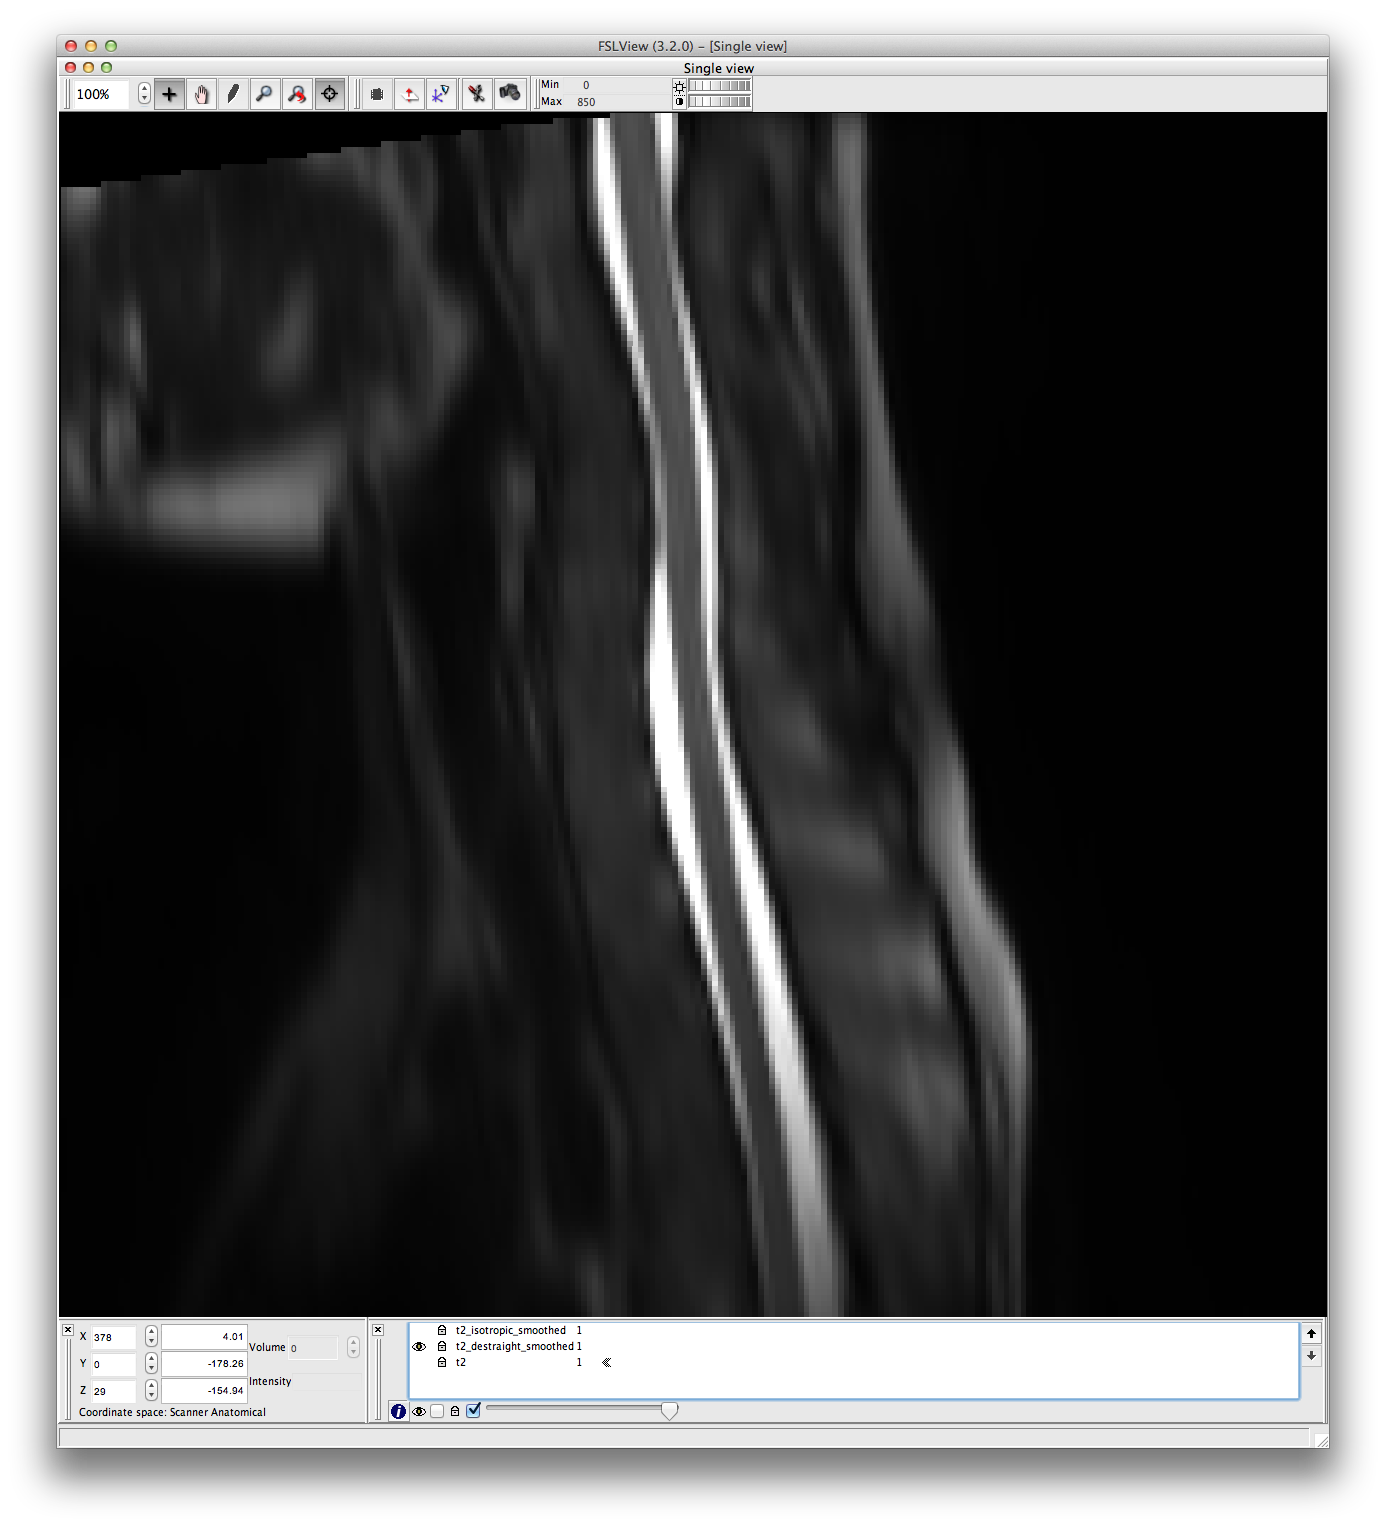 FSLView (3.2.0) – [Single view]
Single view
100%
Min 0
Max 850
X 378 4.01
Y 0 -178.26
Z 29 -154.94
Volume 0
Intensity
Coordinate space: Scanner Anatomical
t2_isotropic_smoothed 1
t2_destraight_smoothed 1
t2 1